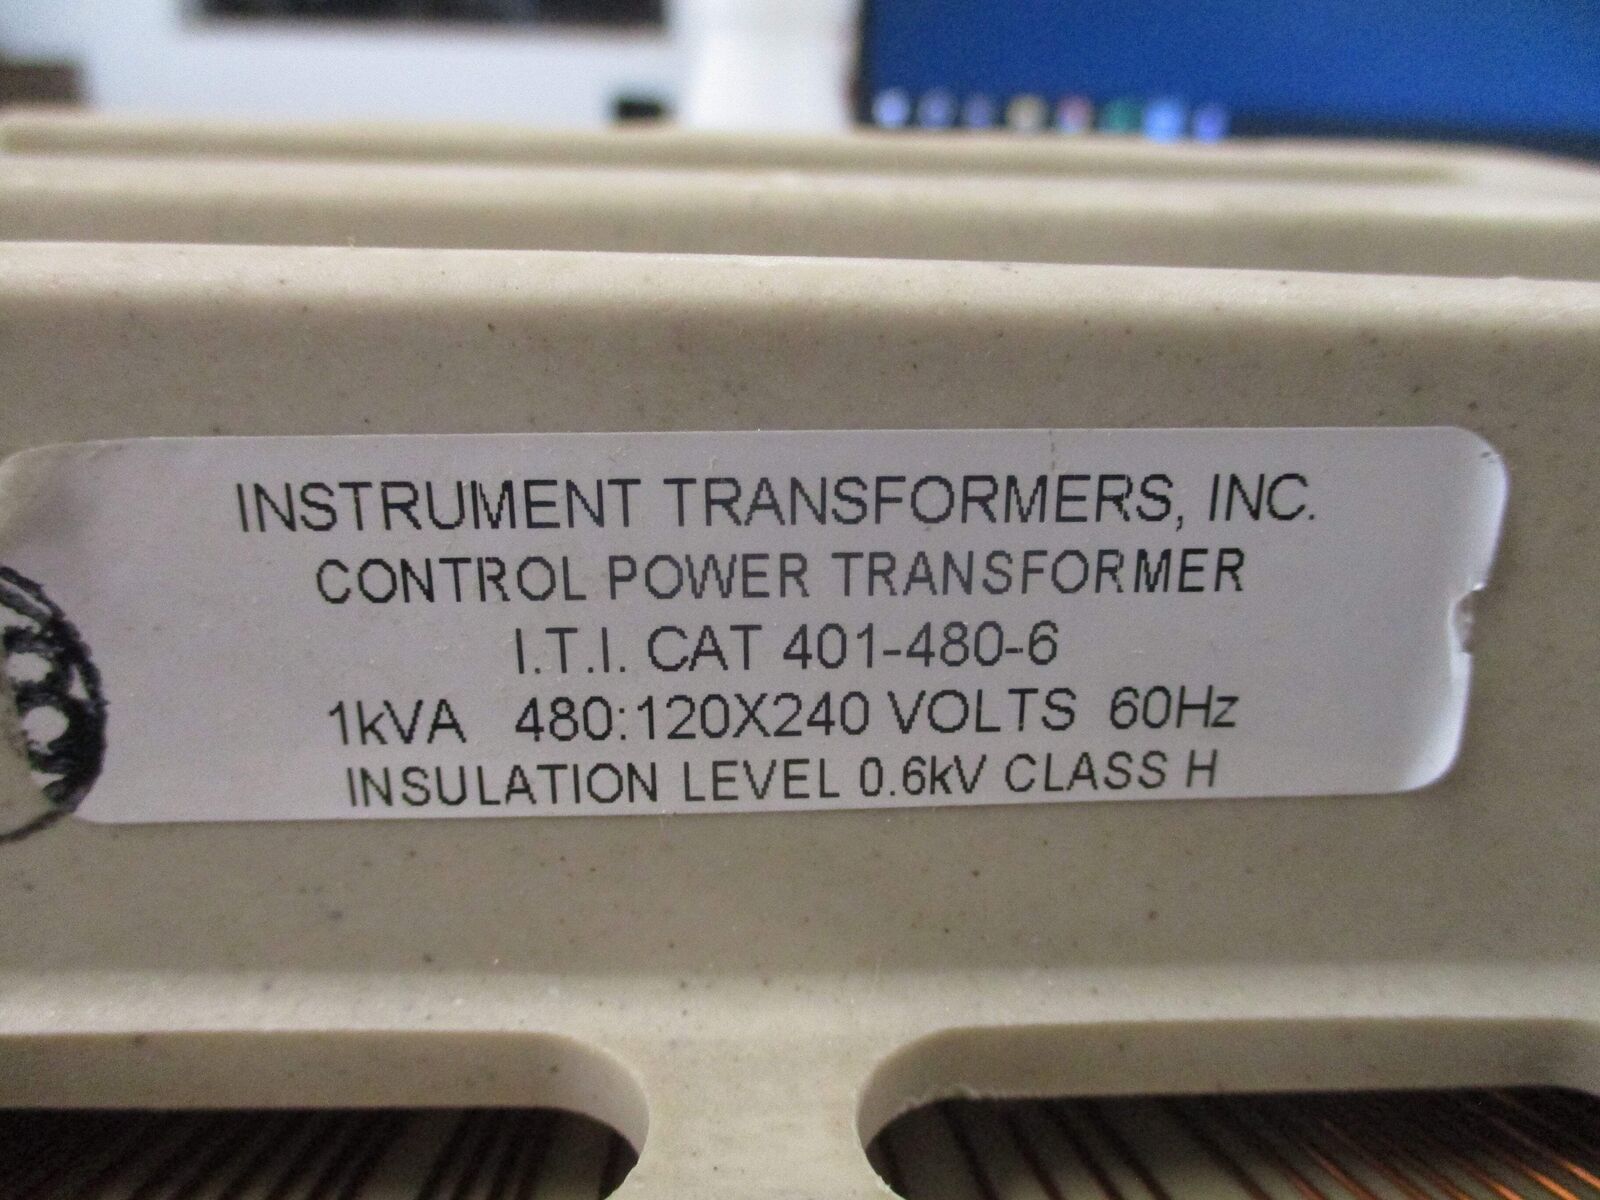 INSTRUMENT TRANSFORMERS, INC.
CONTROL POWER TRANSFORMER
I.T.I. CAT 401-480-6
1kVA 480:120X240 VOLTS 60Hz
INSULATION LEVEL 0.6kV CLASS H